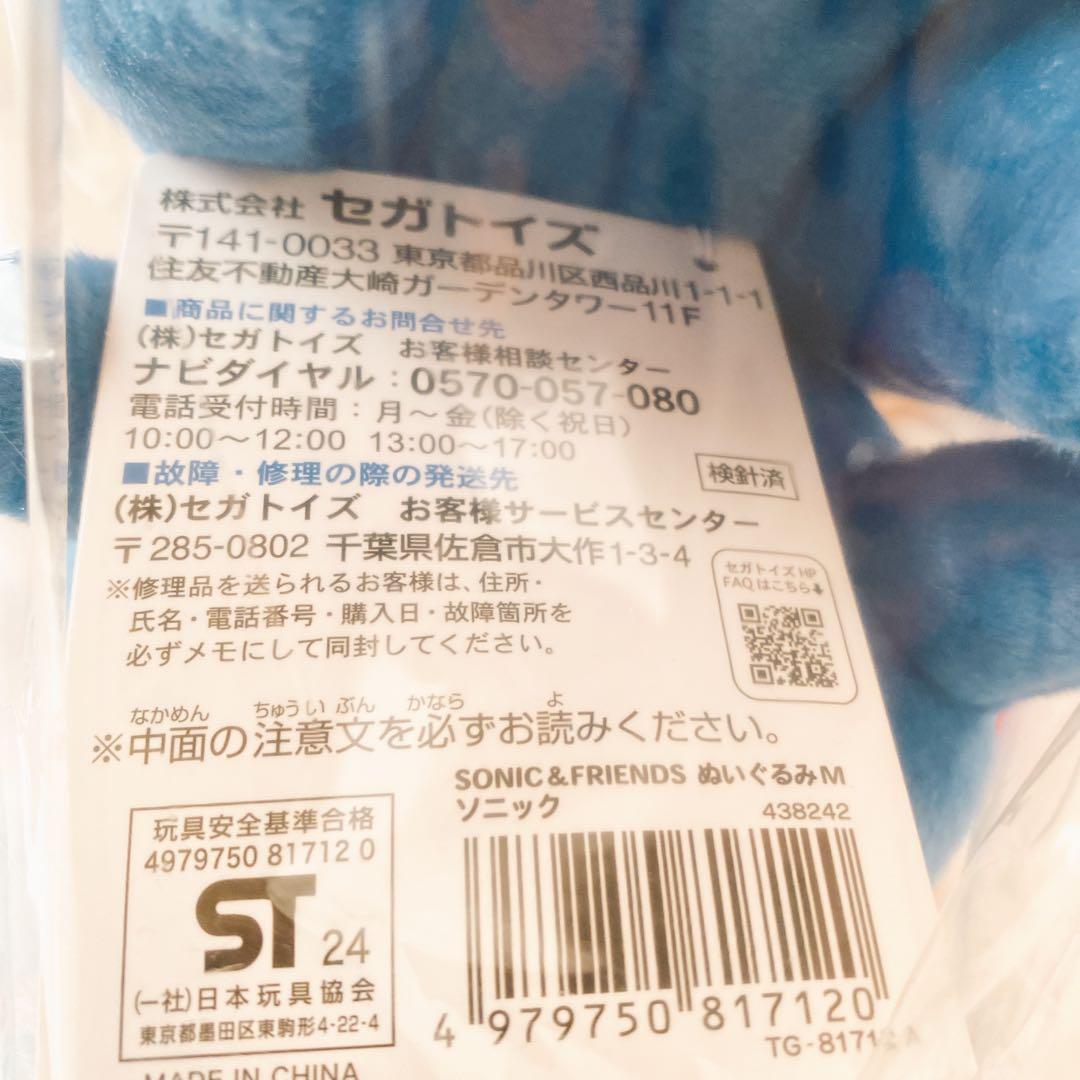 株式会社 セガトイズ
〒141-0033 東京都品川区西品川1-1-1
住友不動産大崎ガーデンタワー11F
■商品に関するお問合せ先
(株)セガトイズ お客様相談センター
ナビダイヤル：0570-057-080
電話受付時間：月～金(除く祝日)
10:00～12:00 13:00～17:00
■故障・修理の際の発送先
検針済
(株)セガトイズ お客様サービスセンター
〒285-0802 千葉県佐倉市大作1-3-4
※修理品を送られるお客様は、住所・
氏名・電話番号・購入日・故障箇所を
必ずメモにして同封してください。
セガトイズHP
FAQはこちら↓
なかめん ちゅういぶん かなら よ
※中面の注意文を必ずお読みください。
SONIC&FRIENDS ぬいぐるみM
ソニック 438242
玩具安全基準合格
4979750 81712 0
ST 24
(一社)日本玩具協会
東京都墨田区東駒形4-22-4
4 979750 817120
TG-81712 A
MADE IN CHINA